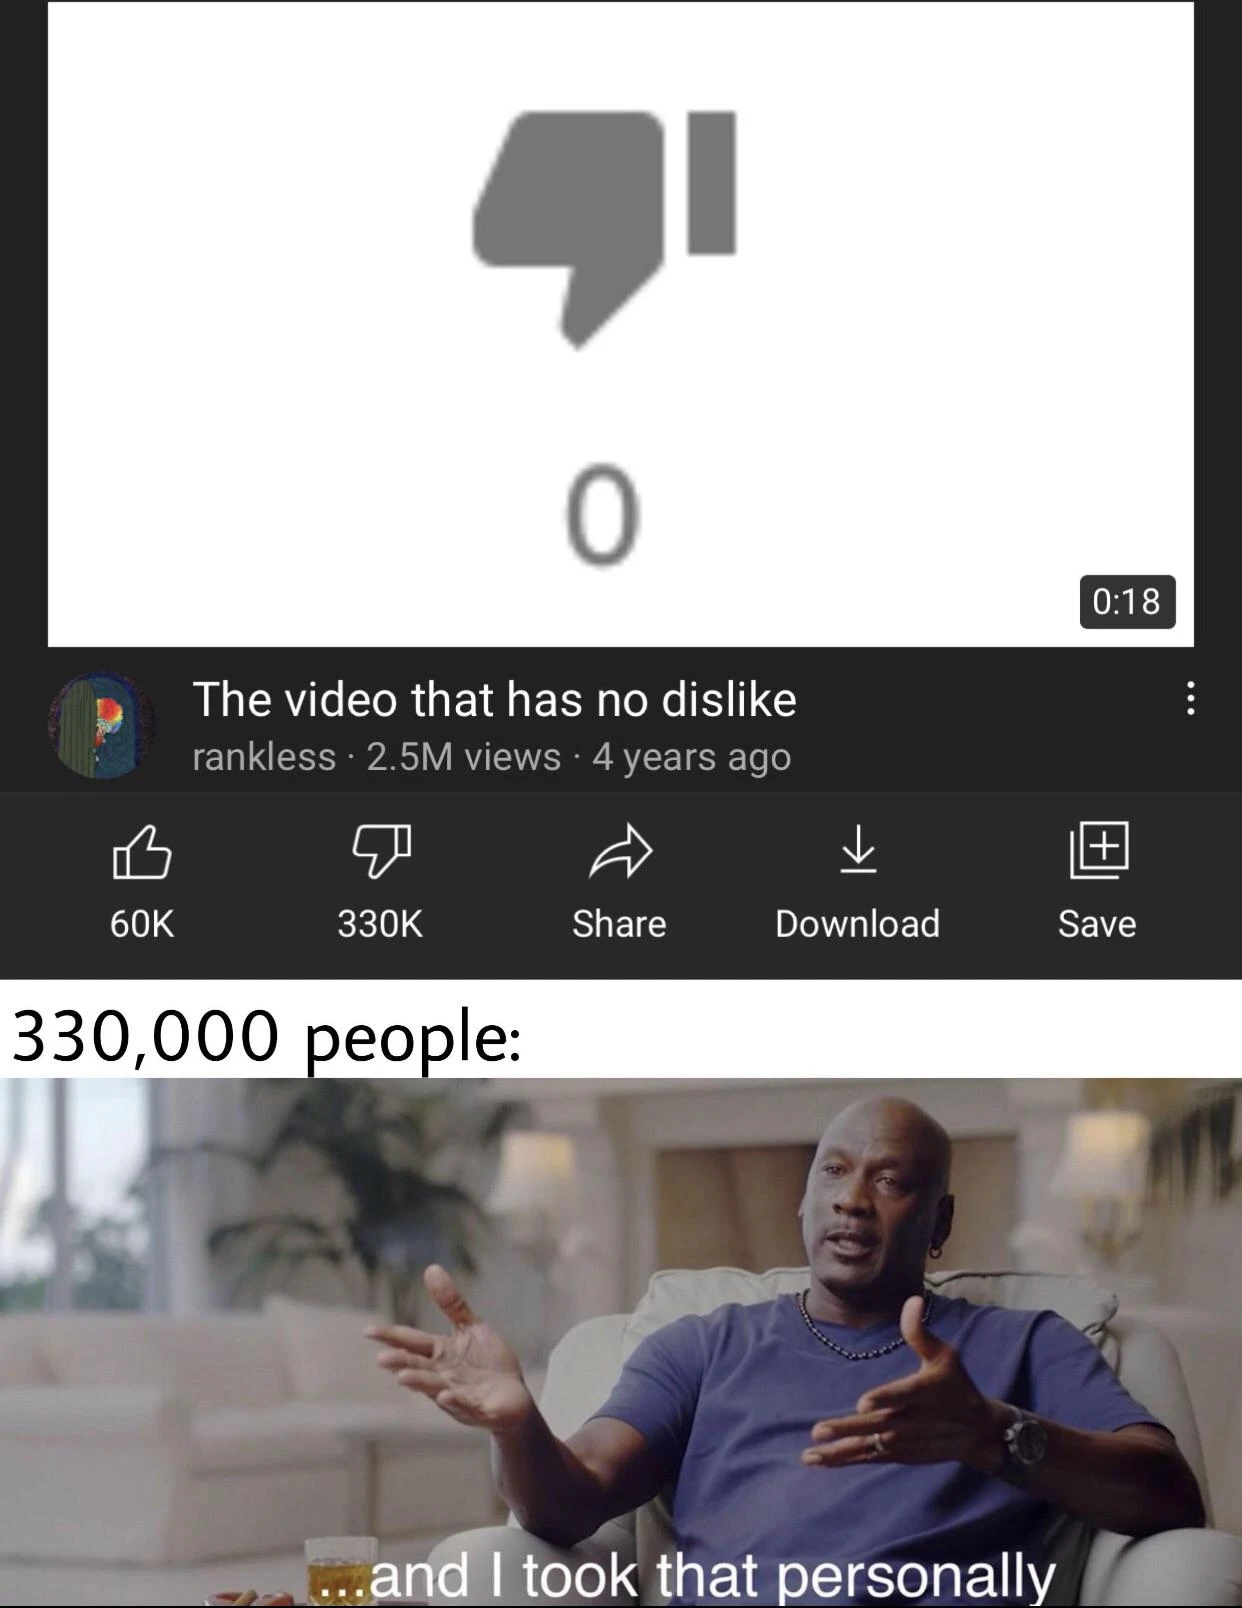 0
0:18
The video that has no dislike
rankless · 2.5M views · 4 years ago
60K 330K Share Download Save
330,000 people:
...and I took that personally